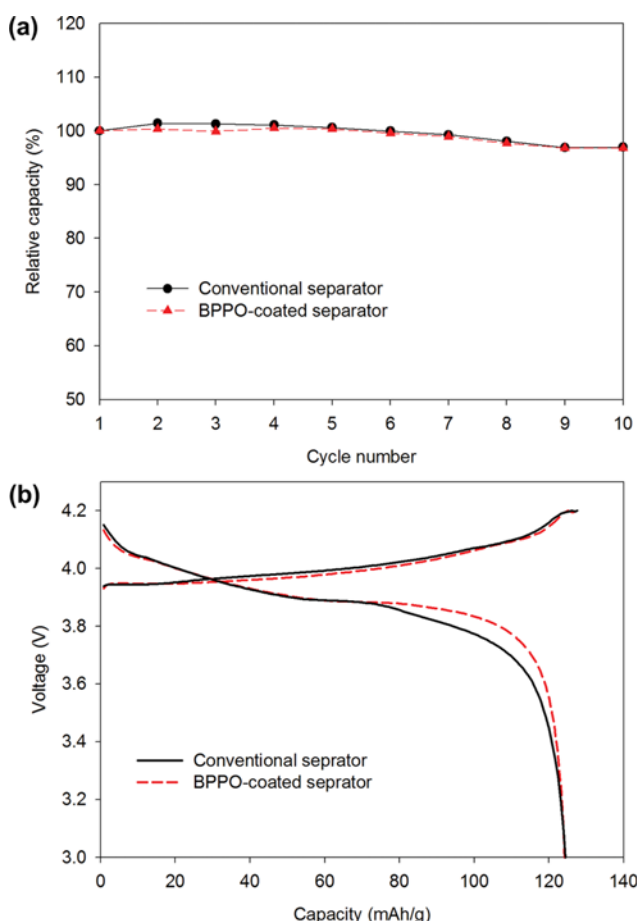 (a)
120
110
100
90
80
70
60
50
Relative capacity (%)
Conventional separator
BPPO-coated separator
1 2 3 4 5 6 7 8 9 10
Cycle number
(b)
4.2
4.0
3.8
3.6
3.4
3.2
3.0
Voltage (V)
Conventional seprator
BPPO-coated seprator
0 20 40 60 80 100 120 140
Capacity (mAh/g)